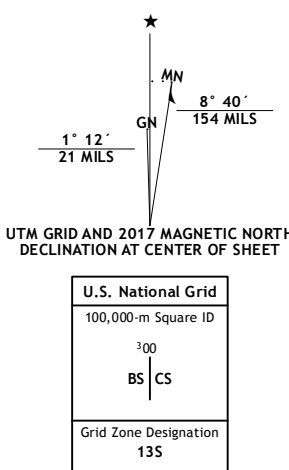 ★
MN
GN
8° 40´
154 MILS
1° 12´
21 MILS
UTM GRID AND 2017 MAGNETIC NORTH
DECLINATION AT CENTER OF SHEET
U.S. National Grid
100,000-m Square ID
³00
BS CS
Grid Zone Designation
13S